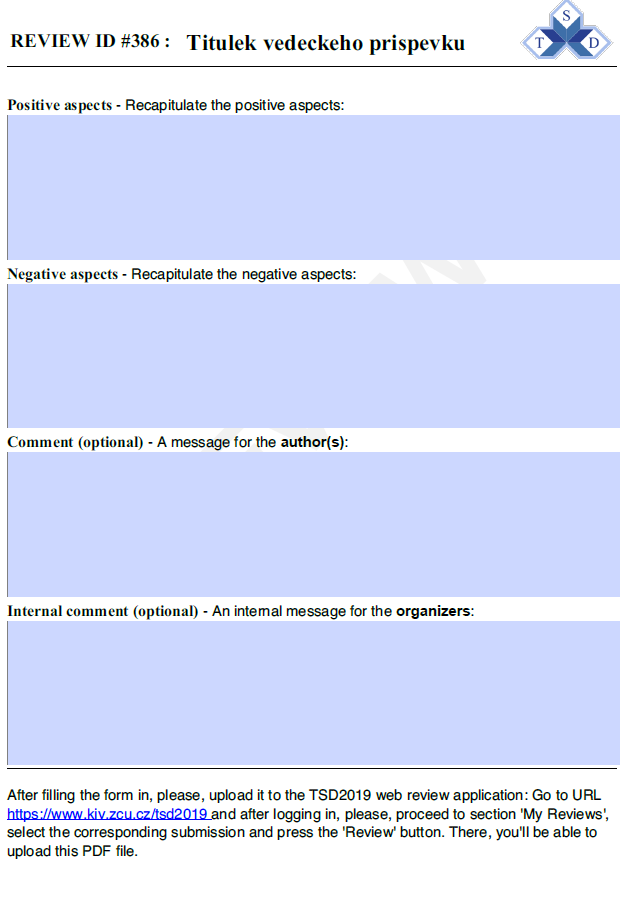 REVIEW ID #386 : Titulek vedeckeho prispevku
S
T D
Positive aspects - Recapitulate the positive aspects:
Negative aspects - Recapitulate the negative aspects:
Comment (optional) - A message for the author(s):
Internal comment (optional) - An internal message for the organizers:
After filling the form in, please, upload it to the TSD2019 web review application: Go to URL
https://www.kiv.zcu.cz/tsd2019 and after logging in, please, proceed to section 'My Reviews',
select the corresponding submission and press the 'Review' button. There, you'll be able to
upload this PDF file.